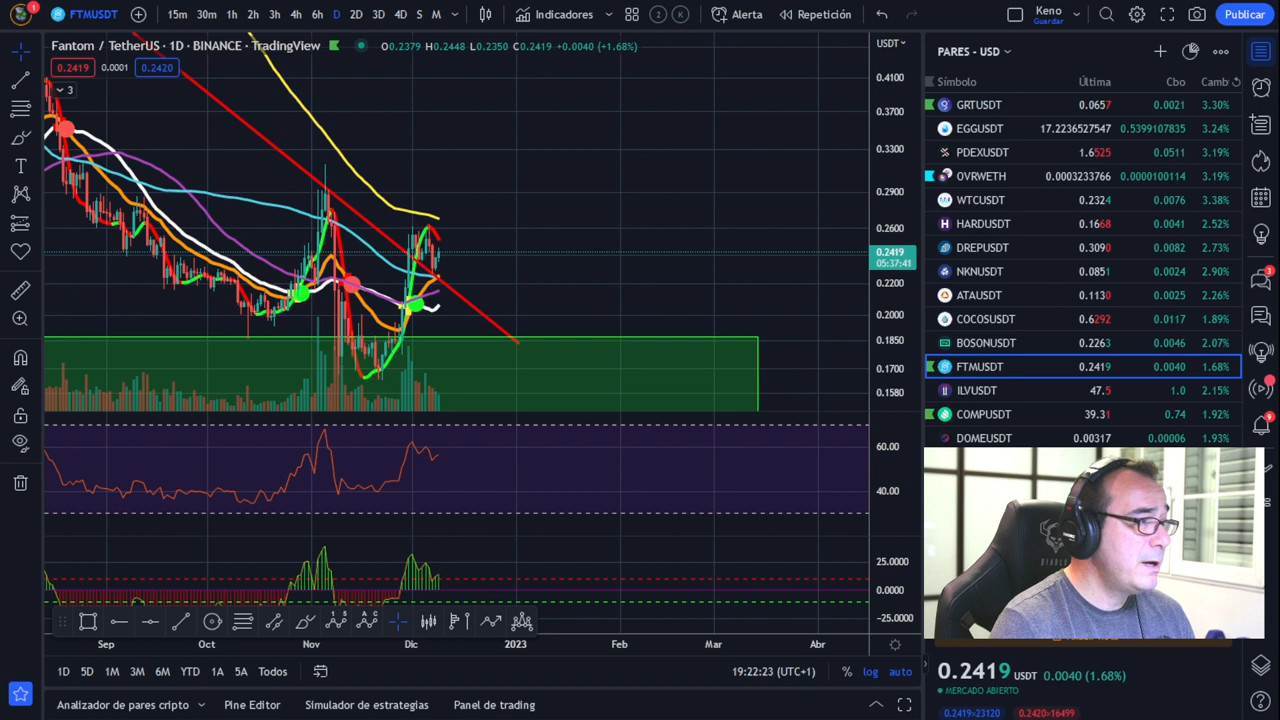 1
FTMUSDT 15m 30m 1h 2h 3h 4h 6h D 2D 3D 4D S M Indicadores 2 K Alerta Repetición Keno Publicar
Guardar
Fantom / TetherUS · 1D · BINANCE · TradingView O0.2379 H0.2448 L0.2350 C0.2419 +0.0040 (+1.68%) USDT
0.2419 0.0001 0.2420
3
0.4100
0.3700
0.3300
0.2900
0.2600
0.2419
05:37:41
0.2200
0.2000
0.1850
0.1700
0.1580
60.00
40.00
25.0000
0.0000
−25.0000
Sep Oct Nov Dic 2023 Feb Mar Abr
1D 5D 1M 3M 6M YTD 1A 5A Todos 19:22:23 (UTC+1) % log auto
Analizador de pares cripto Pine Editor Simulador de estrategias Panel de trading
PARES - USD
Símbolo Última Cbo Camb
GRTUSDT 0.0657 0.0021 3.30%
EGGUSDT 17.2236527547 0.5399107835 3.24%
PDEXUSDT 1.6525 0.0511 3.19%
OVRWETH 0.0003233766 0.0000100114 3.19%
WTCUSDT 0.2324 0.0076 3.38%
HARDUSDT 0.1668 0.0041 2.52%
DREPUSDT 0.3090 0.0082 2.73%
NKNUSDT 0.0851 0.0024 2.90%
ATAUSDT 0.1130 0.0025 2.26%
COCOSUSDT 0.6292 0.0117 1.89%
BOSONUSDT 0.2263 0.0046 2.07%
FTMUSDT 0.2419 0.0040 1.68%
ILVUSDT 47.5 1.0 2.15%
COMPUSDT 39.31 0.74 1.92%
DOMEUSDT 0.00317 0.00006 1.93%
0.2419 USDT 0.0040 (1.68%)
MERCADO ABIERTO
0.2419×23120 0.2420×16499
3
9